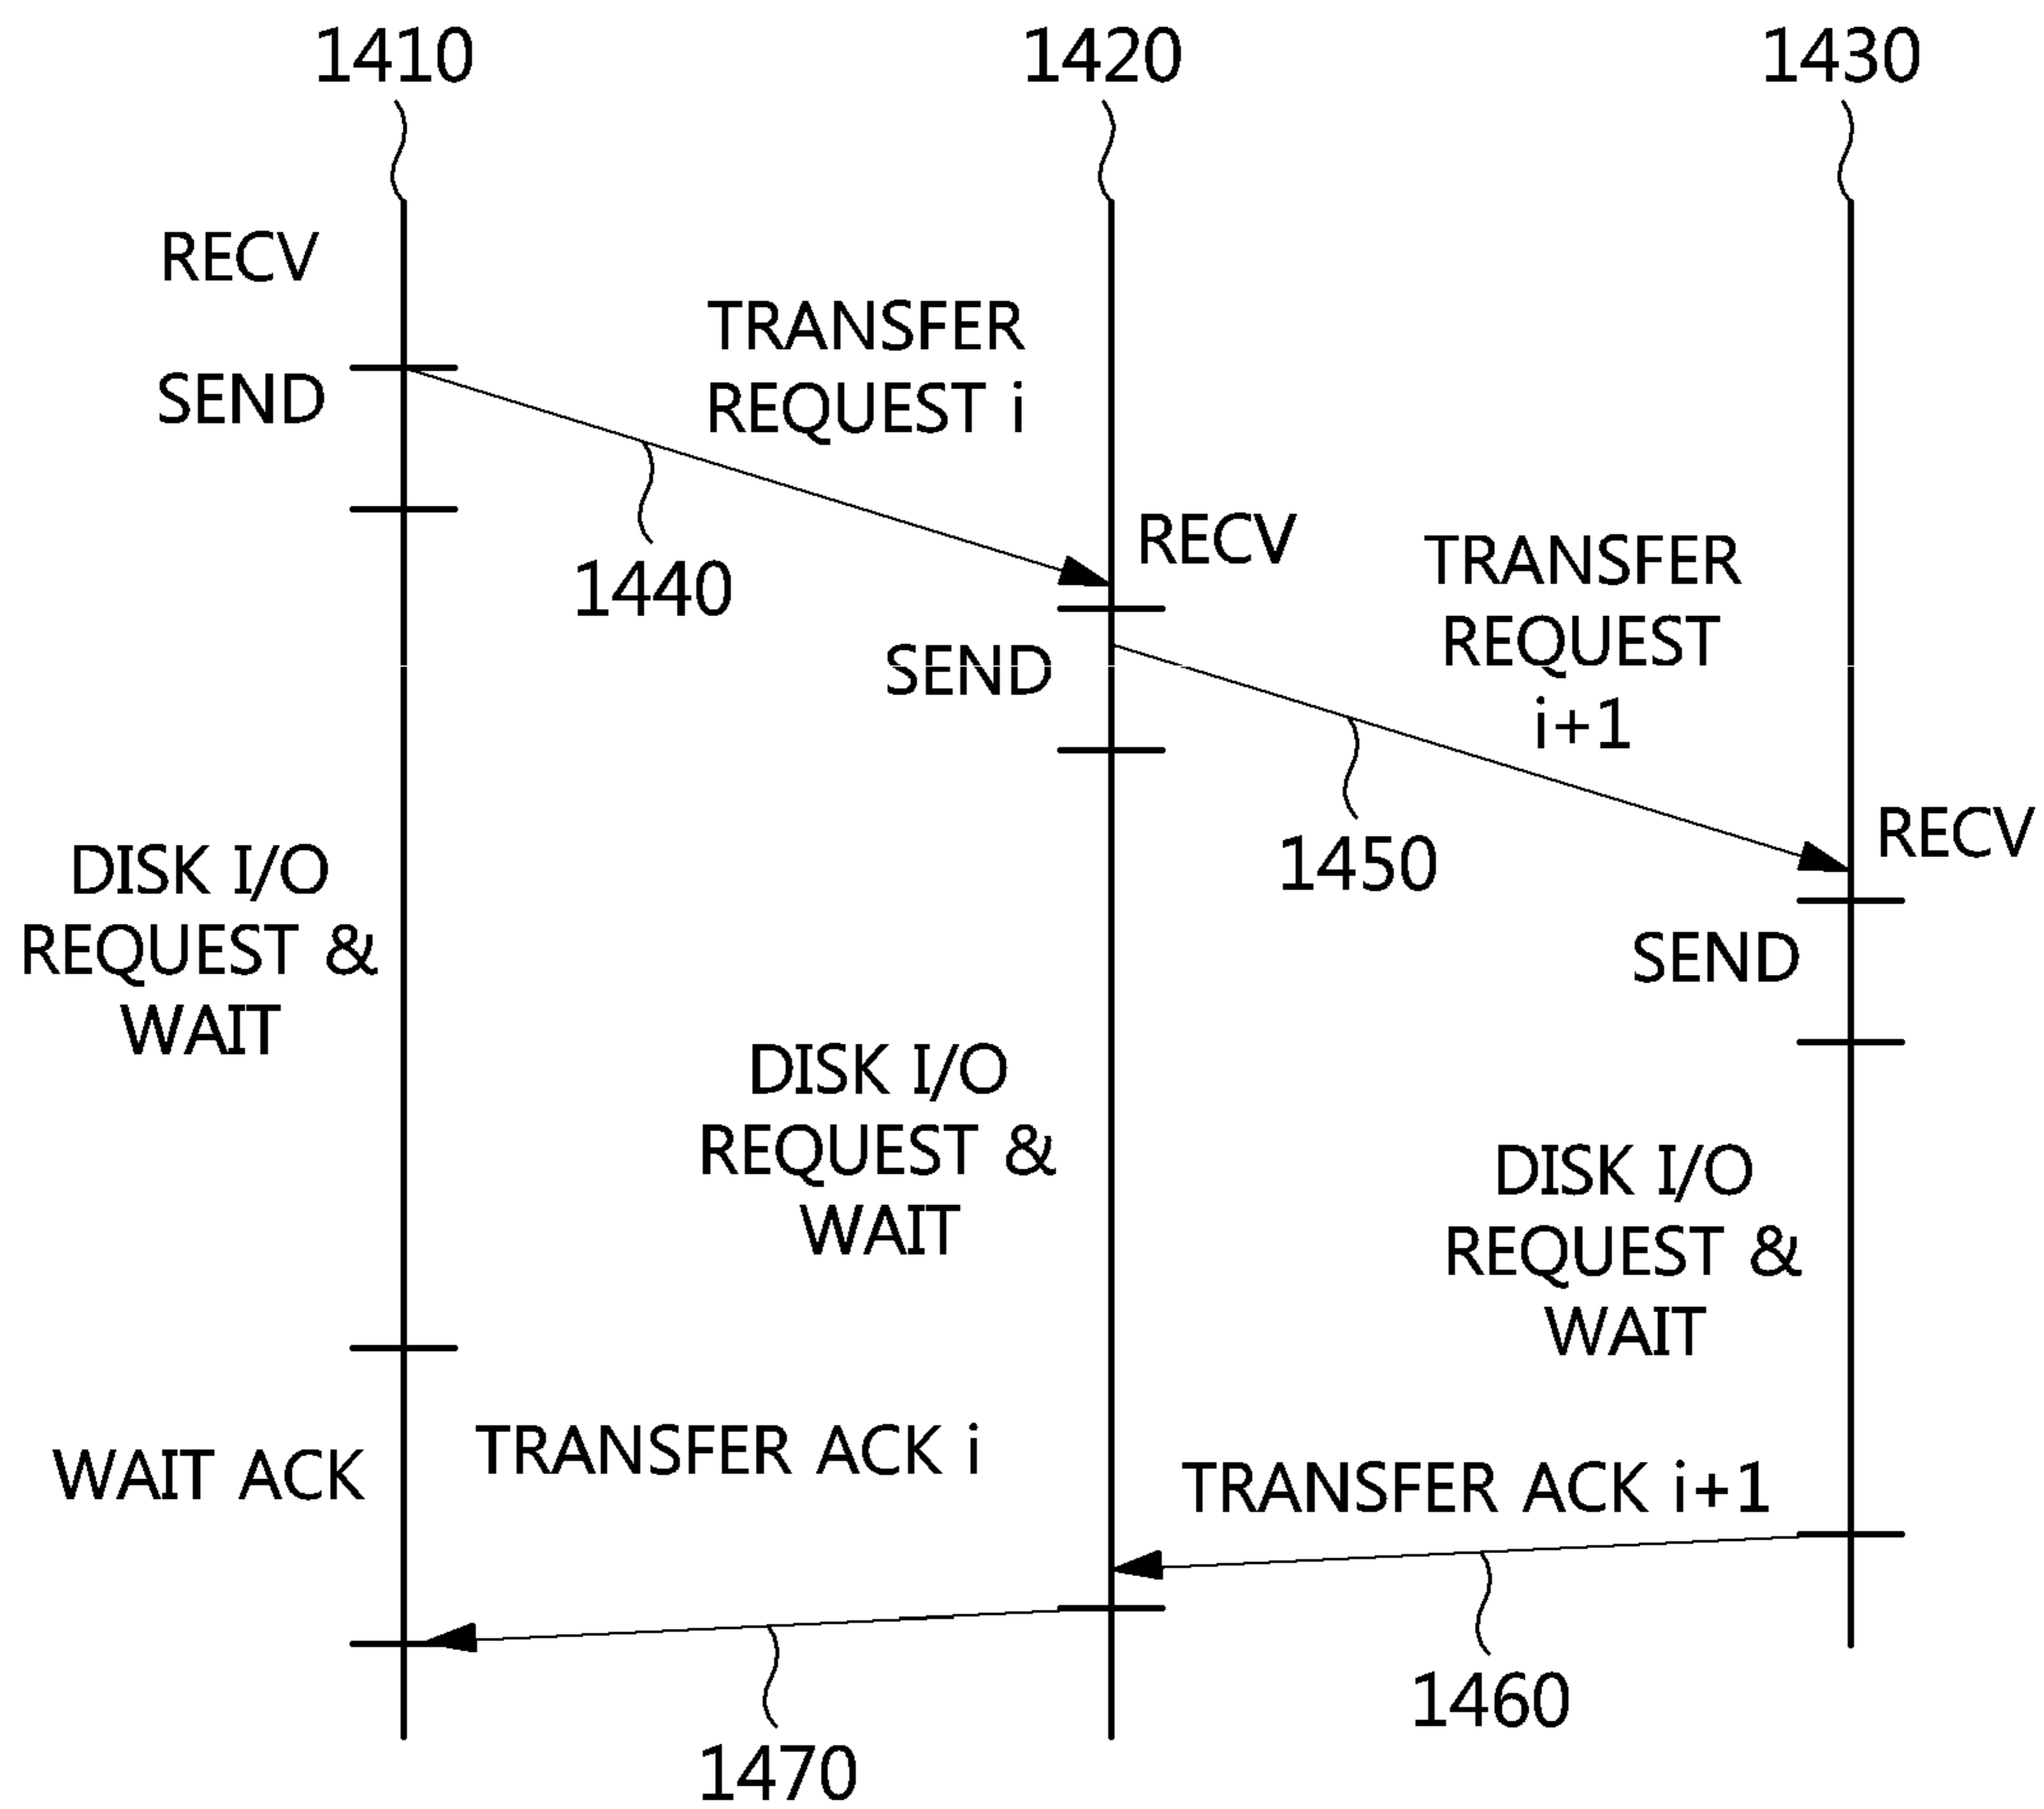 1410
1420
1430
RECV
TRANSFER
REQUEST i
SEND
RECV
1440
TRANSFER
REQUEST
i+1
SEND
RECV
1450
DISK I/O
REQUEST &
WAIT
SEND
DISK I/O
REQUEST &
WAIT
DISK I/O
REQUEST &
WAIT
WAIT ACK
TRANSFER ACK i
TRANSFER ACK i+1
1460
1470